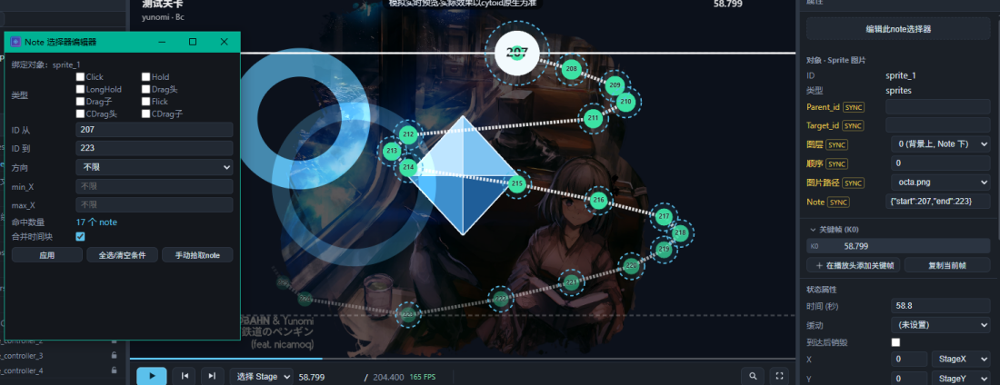 测试关卡
yunomi - Bc
模拟实时预览·实际效果以cytoid原生为准
58.799
Note 选择器编辑器
绑定对象：sprite_1
类型
Click
Hold
LongHold
Drag头
Drag子
Flick
CDrag头
CDrag子
ID 从
207
ID 到
223
方向
不限
min_X
不限
max_X
不限
命中数量
17 个 note
合并时间块
应用
全选/清空条件
手动拾取note
_controller_3
_controller_4
207
208
209
210
211
212
213
214
215
216
217
218
219
220
221
222
223
BAHN & Yunomi
鉄道のペンギン
(feat. nicamoq)
选择 Stage
58.799
/ 204.400
165 FPS
属性
编辑此note选择器
对象 - Sprite 图片
ID
sprite_1
类型
sprites
Parent_id SYNC
Target_id SYNC
图层 SYNC
0 (背景上, Note 下)
顺序 SYNC
0
图片路径 SYNC
octa.png
Note SYNC
{"start":207,"end":223}
关键帧 (K0)
K0
58.799
＋ 在播放头添加关键帧
复制当前帧
状态属性
时间 (秒)
58.8
缓动
(未设置)
到达后销毁
X
0
StageX
Y
0
StageY